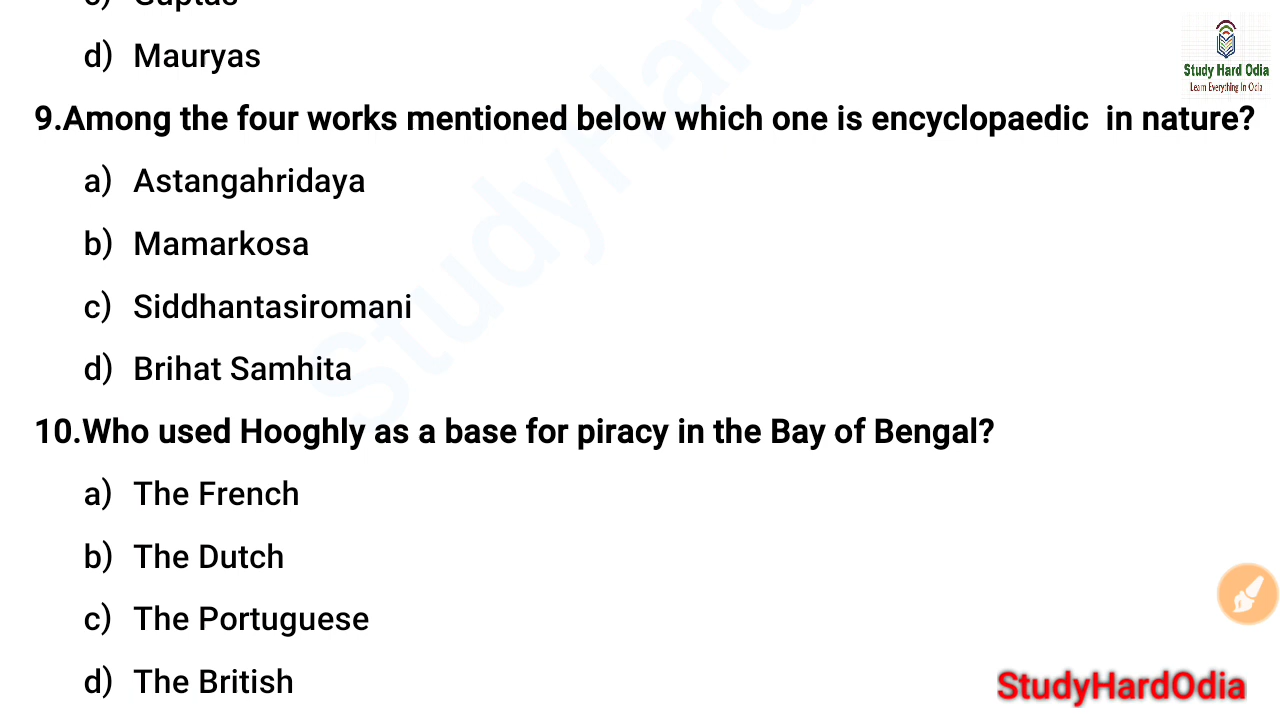 d) Mauryas
Study Hard Odia
Learn Everything In Odia
9.Among the four works mentioned below which one is encyclopaedic in nature?
a) Astangahridaya
b) Mamarkosa
c) Siddhantasiromani
d) Brihat Samhita
10.Who used Hooghly as a base for piracy in the Bay of Bengal?
a) The French
b) The Dutch
c) The Portuguese
d) The British
StudyHardOdia